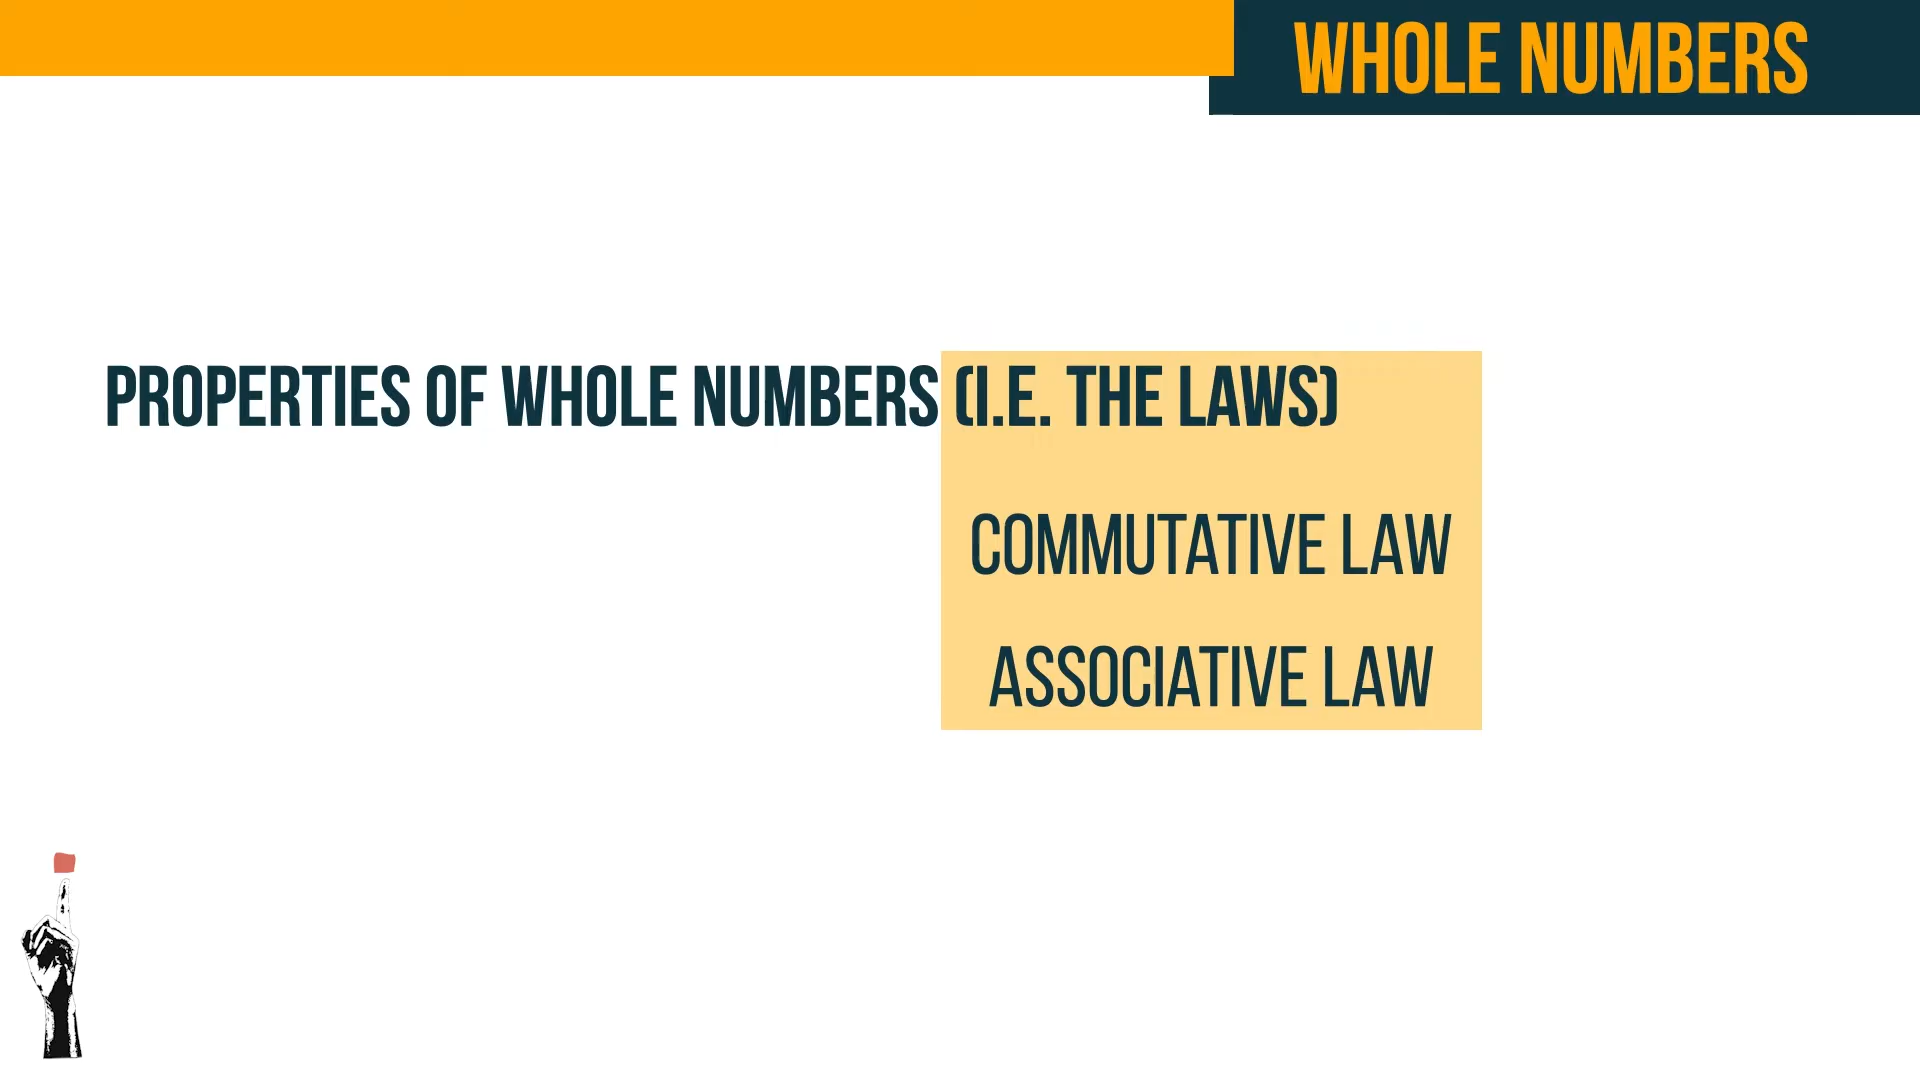 WHOLE NUMBERS
PROPERTIES OF WHOLE NUMBERS (I.E. THE LAWS)
COMMUTATIVE LAW
ASSOCIATIVE LAW